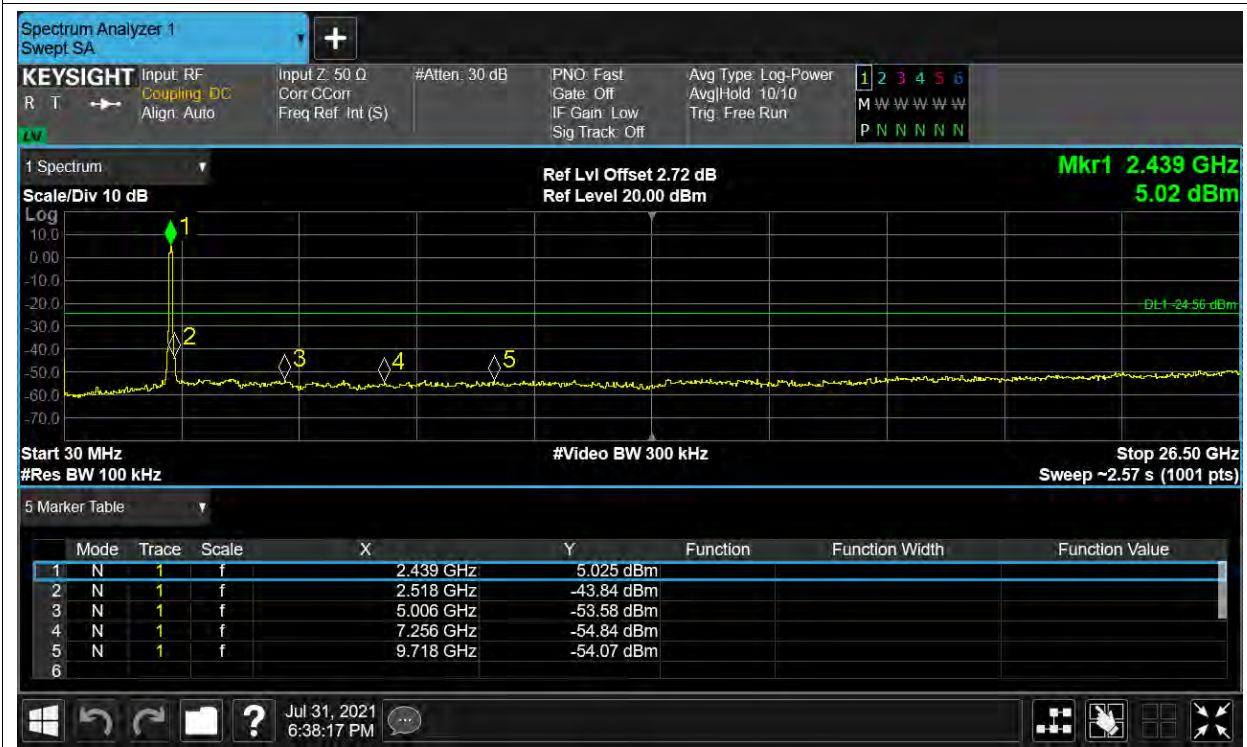 Spectrum Analyzer 1
Swept SA
KEYSIGHT
R T
LV
Input: RF
Coupling: DC
Align: Auto
Input Z: 50 Ω
Corr CCorr
Freq Ref: Int (S)
#Atten: 30 dB
PNO: Fast
Gate: Off
IF Gain: Low
Sig Track: Off
Avg Type: Log-Power
Avg|Hold: 10/10
Trig: Free Run
1 2 3 4 5 6
M W W W W W W
P N N N N N
1 Spectrum
Scale/Div 10 dB
Ref Lvl Offset 2.72 dB
Ref Level 20.00 dBm
Mkr1 2.439 GHz
5.02 dBm
Log
10.0
0.00
-10.0
-20.0
-30.0
-40.0
-50.0
-60.0
-70.0
1
2
3
4
5
DL1 -24.56 dBm
Start 30 MHz
#Res BW 100 kHz
#Video BW 300 kHz
Stop 26.50 GHz
Sweep ~2.57 s (1001 pts)
5 Marker Table
Mode Trace Scale X Y Function Function Width Function Value
1 N 1 f 2.439 GHz 5.025 dBm
2 N 1 f 2.518 GHz -43.84 dBm
3 N 1 f 5.006 GHz -53.58 dBm
4 N 1 f 7.256 GHz -54.84 dBm
5 N 1 f 9.718 GHz -54.07 dBm
6
?
Jul 31, 2021
6:38:17 PM